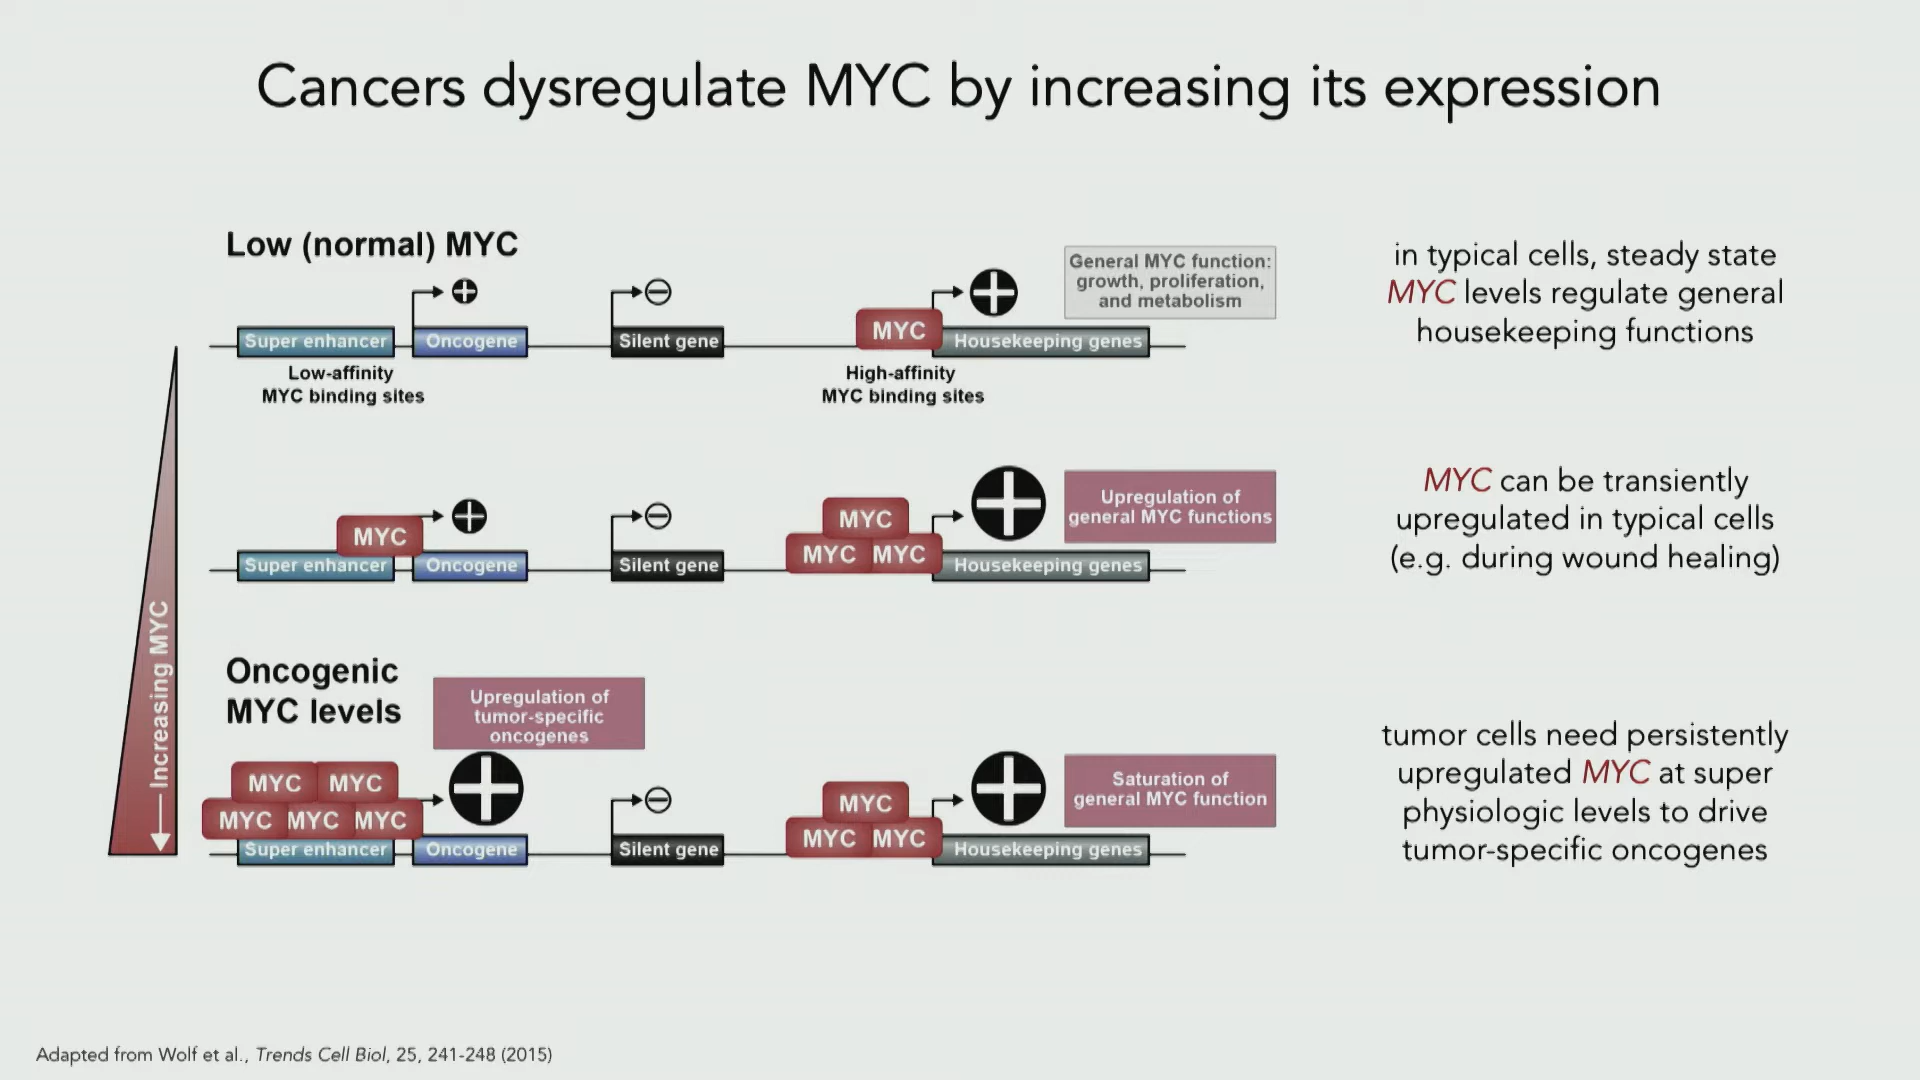 Cancers dysregulate MYC by increasing its expression
Low (normal) MYC
General MYC function:
growth, proliferation,
and metabolism
MYC
Super enhancer
Oncogene
Silent gene
Housekeeping genes
Low-affinity
MYC binding sites
High-affinity
MYC binding sites
in typical cells, steady state
MYC levels regulate general
housekeeping functions
MYC
MYC
MYC MYC
Upregulation of
general MYC functions
Super enhancer
Oncogene
Silent gene
Housekeeping genes
MYC can be transiently
upregulated in typical cells
(e.g. during wound healing)
Increasing MYC
Oncogenic
MYC levels
Upregulation of
tumor-specific
oncogenes
MYC MYC
MYC MYC MYC
MYC
MYC MYC
Saturation of
general MYC function
Super enhancer
Oncogene
Silent gene
Housekeeping genes
tumor cells need persistently
upregulated MYC at super
physiologic levels to drive
tumor-specific oncogenes
Adapted from Wolf et al., Trends Cell Biol, 25, 241-248 (2015)